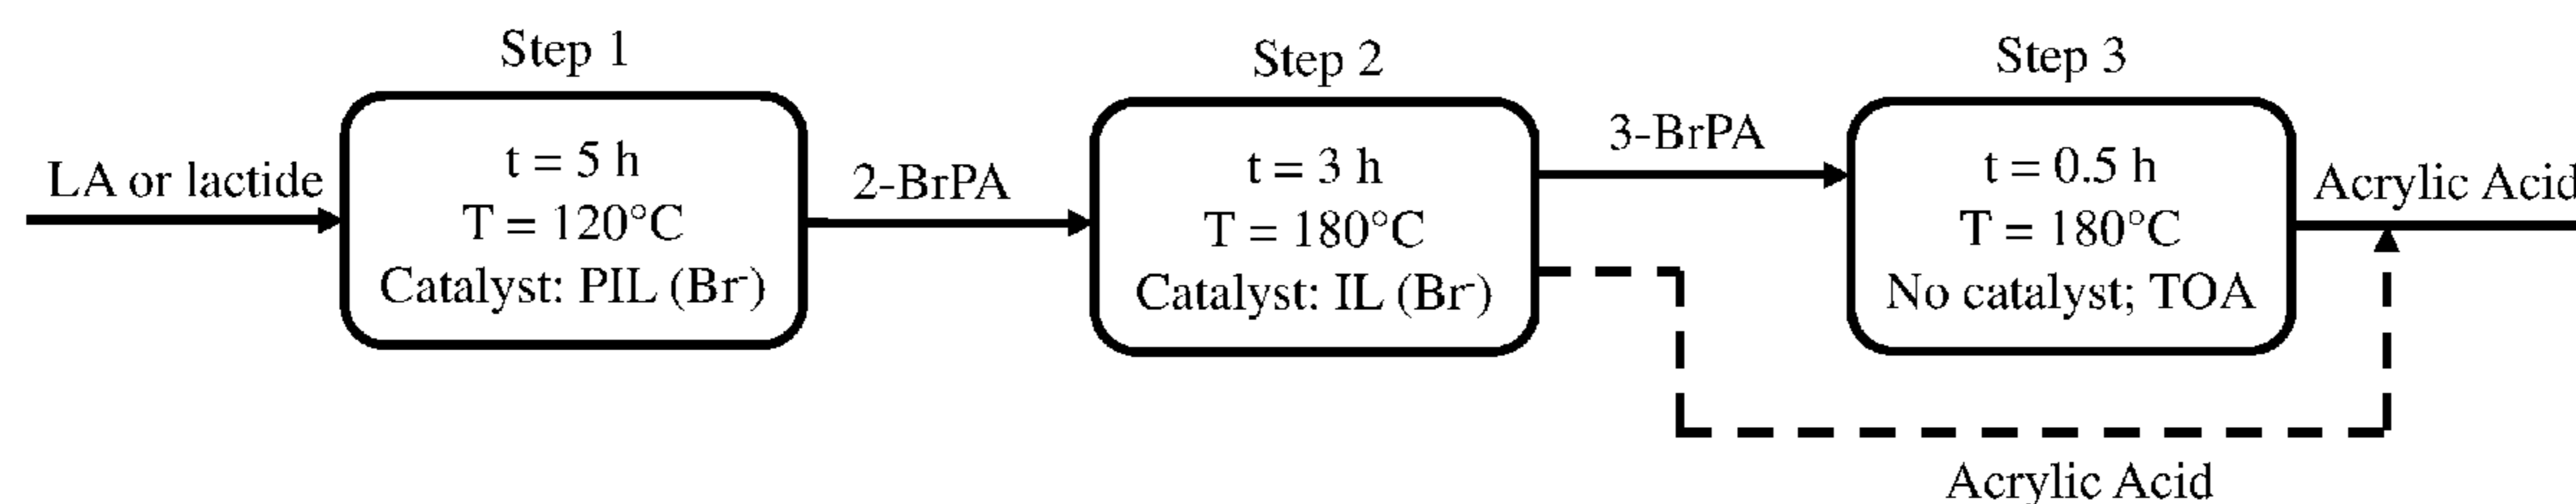 Step 1
Step 2
Step 3
LA or lactide
t = 5 h
T = 120°C
Catalyst: PIL (Br⁻)
2-BrPA
t = 3 h
T = 180°C
Catalyst: IL (Br⁻)
3-BrPA
t = 0.5 h
T = 180°C
No catalyst; TOA
Acrylic Acid
Acrylic Acid